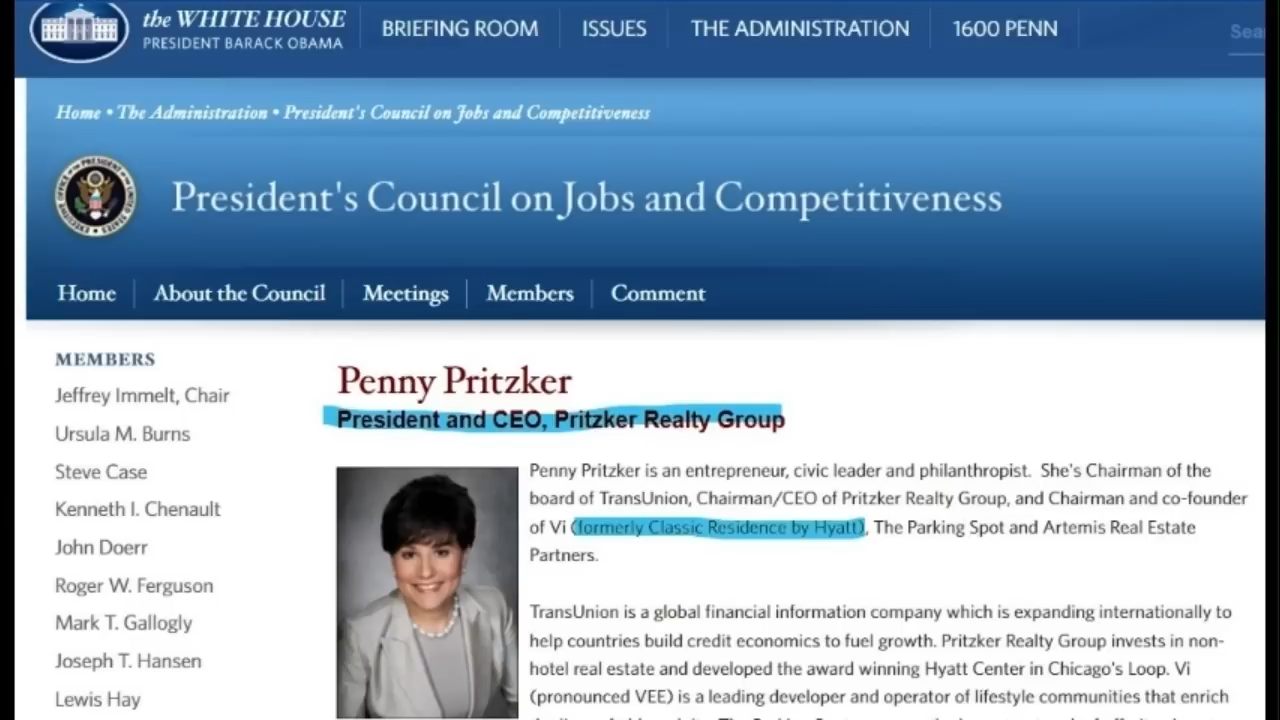 the WHITE HOUSE
PRESIDENT BARACK OBAMA
BRIEFING ROOM
ISSUES
THE ADMINISTRATION
1600 PENN
Sea
Home • The Administration • President's Council on Jobs and Competitiveness
President's Council on Jobs and Competitiveness
Home
About the Council
Meetings
Members
Comment
MEMBERS
Jeffrey Immelt, Chair
Ursula M. Burns
Steve Case
Kenneth I. Chenault
John Doerr
Roger W. Ferguson
Mark T. Gallogly
Joseph T. Hansen
Lewis Hay
Penny Pritzker
President and CEO, Pritzker Realty Group
Penny Pritzker is an entrepreneur, civic leader and philanthropist. She's Chairman of the
board of TransUnion, Chairman/CEO of Pritzker Realty Group, and Chairman and co-founder
of Vi (formerly Classic Residence by Hyatt), The Parking Spot and Artemis Real Estate
Partners.
TransUnion is a global financial information company which is expanding internationally to
help countries build credit economics to fuel growth. Pritzker Realty Group invests in non-
hotel real estate and developed the award winning Hyatt Center in Chicago's Loop. Vi
(pronounced VEE) is a leading developer and operator of lifestyle communities that enrich